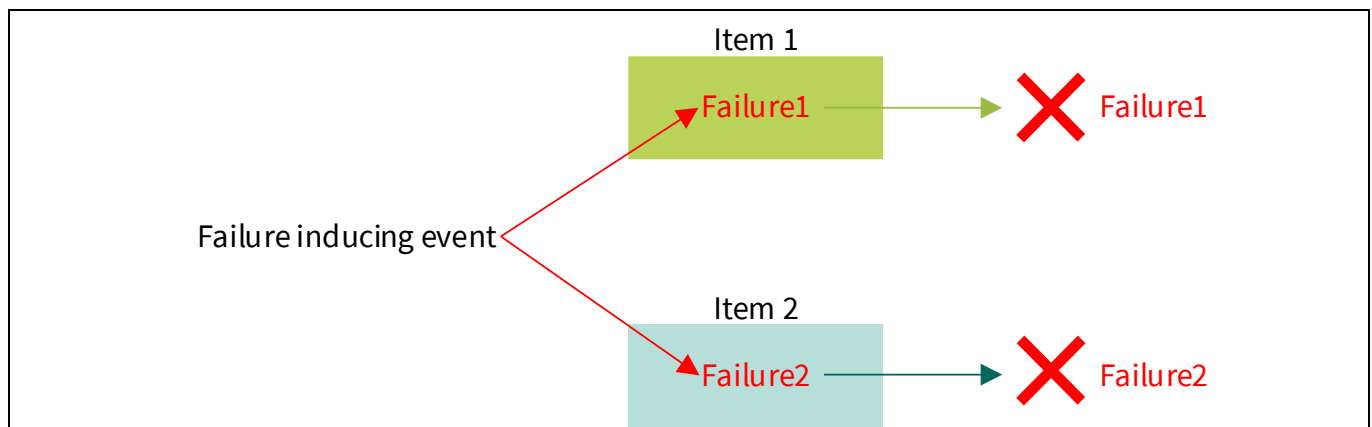 Item 1
Failure1
Failure1
Failure inducing event
Item 2
Failure2
Failure2